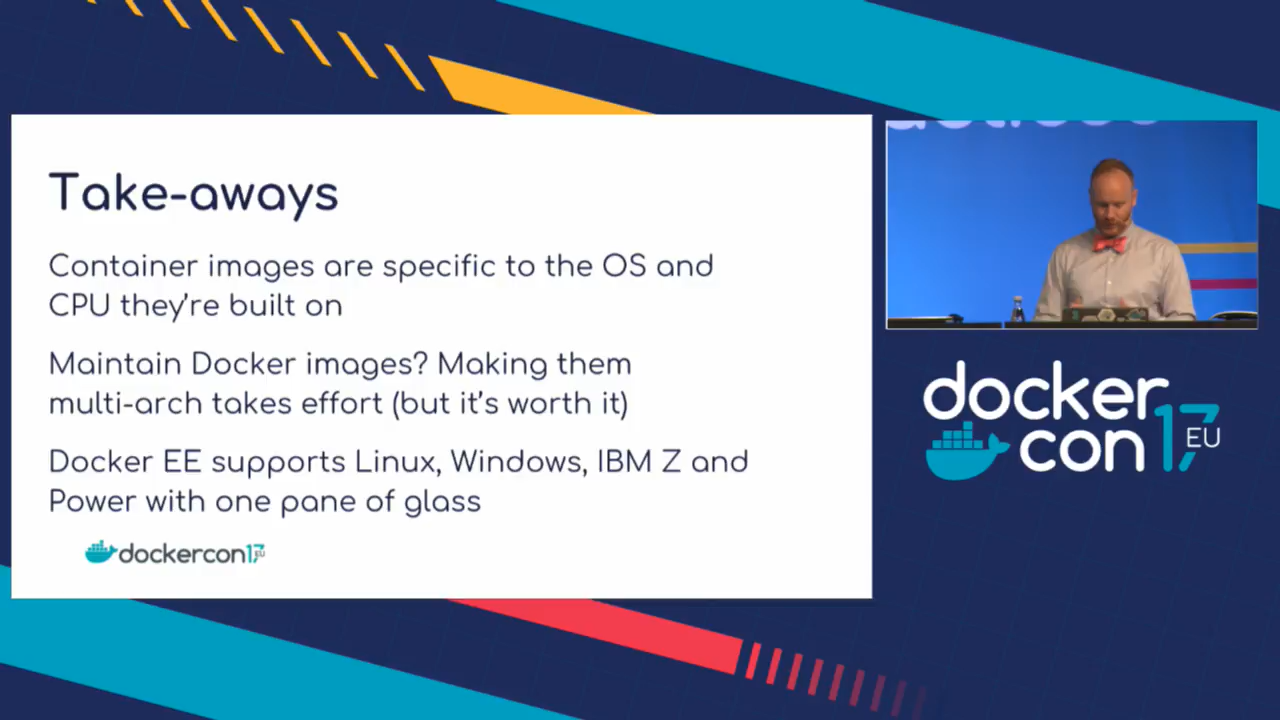 Take-aways
Container images are specific to the OS and
CPU they're built on
Maintain Docker images? Making them
multi-arch takes effort (but it's worth it)
Docker EE supports Linux, Windows, IBM Z and
Power with one pane of glass
dockercon17 EU
docker
con 17 EU